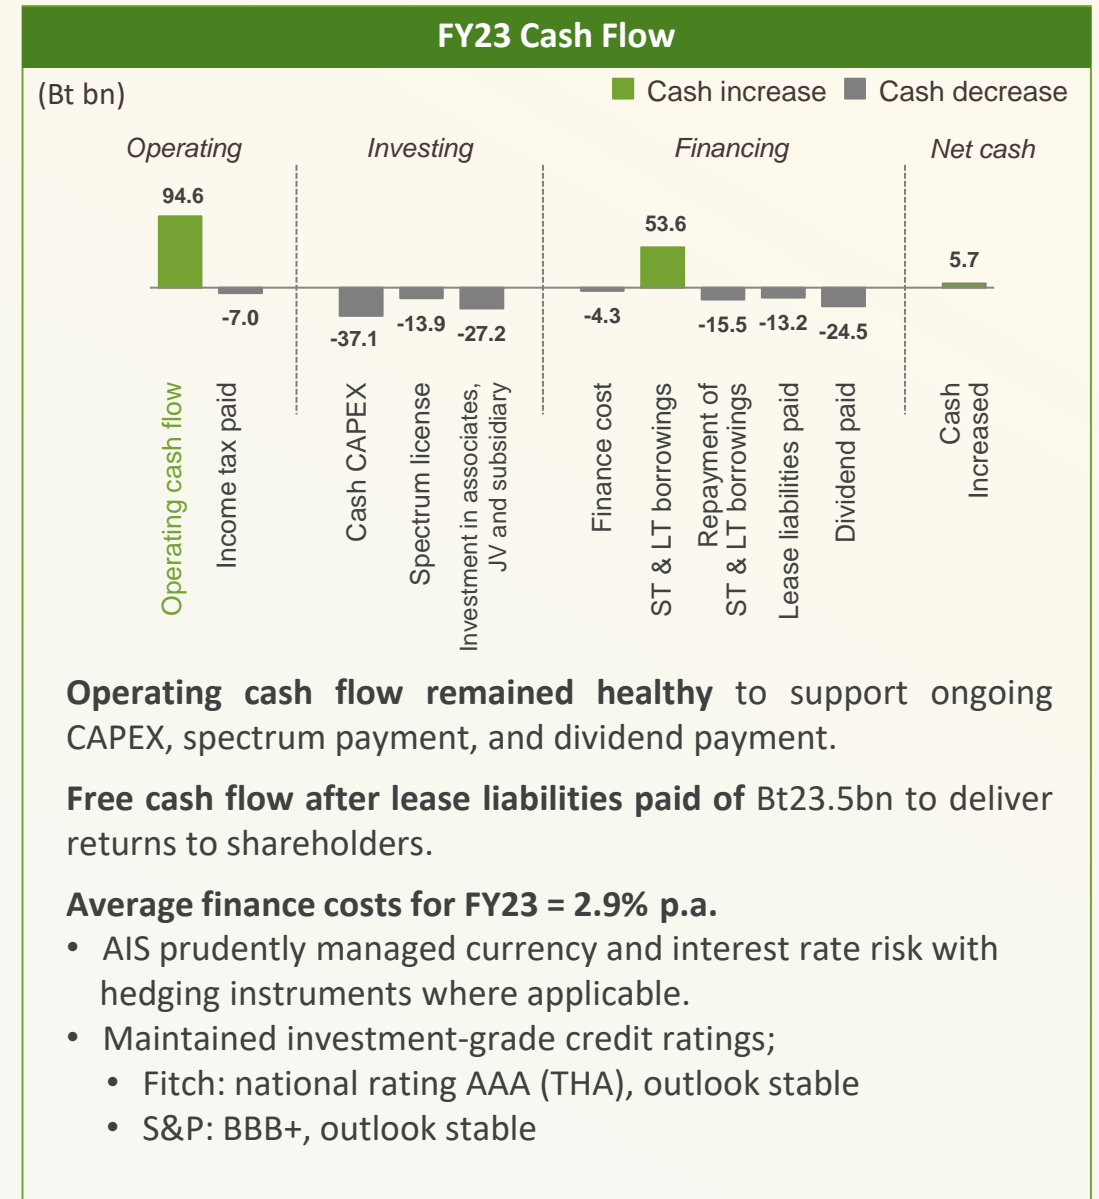 FY23 Cash Flow
(Bt bn)
Cash increase
Cash decrease
Operating
Investing
Financing
Net cash
94.6
-7.0
-37.1
-13.9
-27.2
-4.3
53.6
-15.5
-13.2
-24.5
5.7
Operating cash flow
Income tax paid
Cash CAPEX
Spectrum license
Investment in associates,
JV and subsidiary
Finance cost
ST & LT borrowings
Repayment of
ST & LT borrowings
Lease liabilities paid
Dividend paid
Cash
Increased
Operating cash flow remained healthy to support ongoing
CAPEX, spectrum payment, and dividend payment.
Free cash flow after lease liabilities paid of Bt23.5bn to deliver
returns to shareholders.
Average finance costs for FY23 = 2.9% p.a.
• AIS prudently managed currency and interest rate risk with
hedging instruments where applicable.
• Maintained investment-grade credit ratings;
• Fitch: national rating AAA (THA), outlook stable
• S&P: BBB+, outlook stable